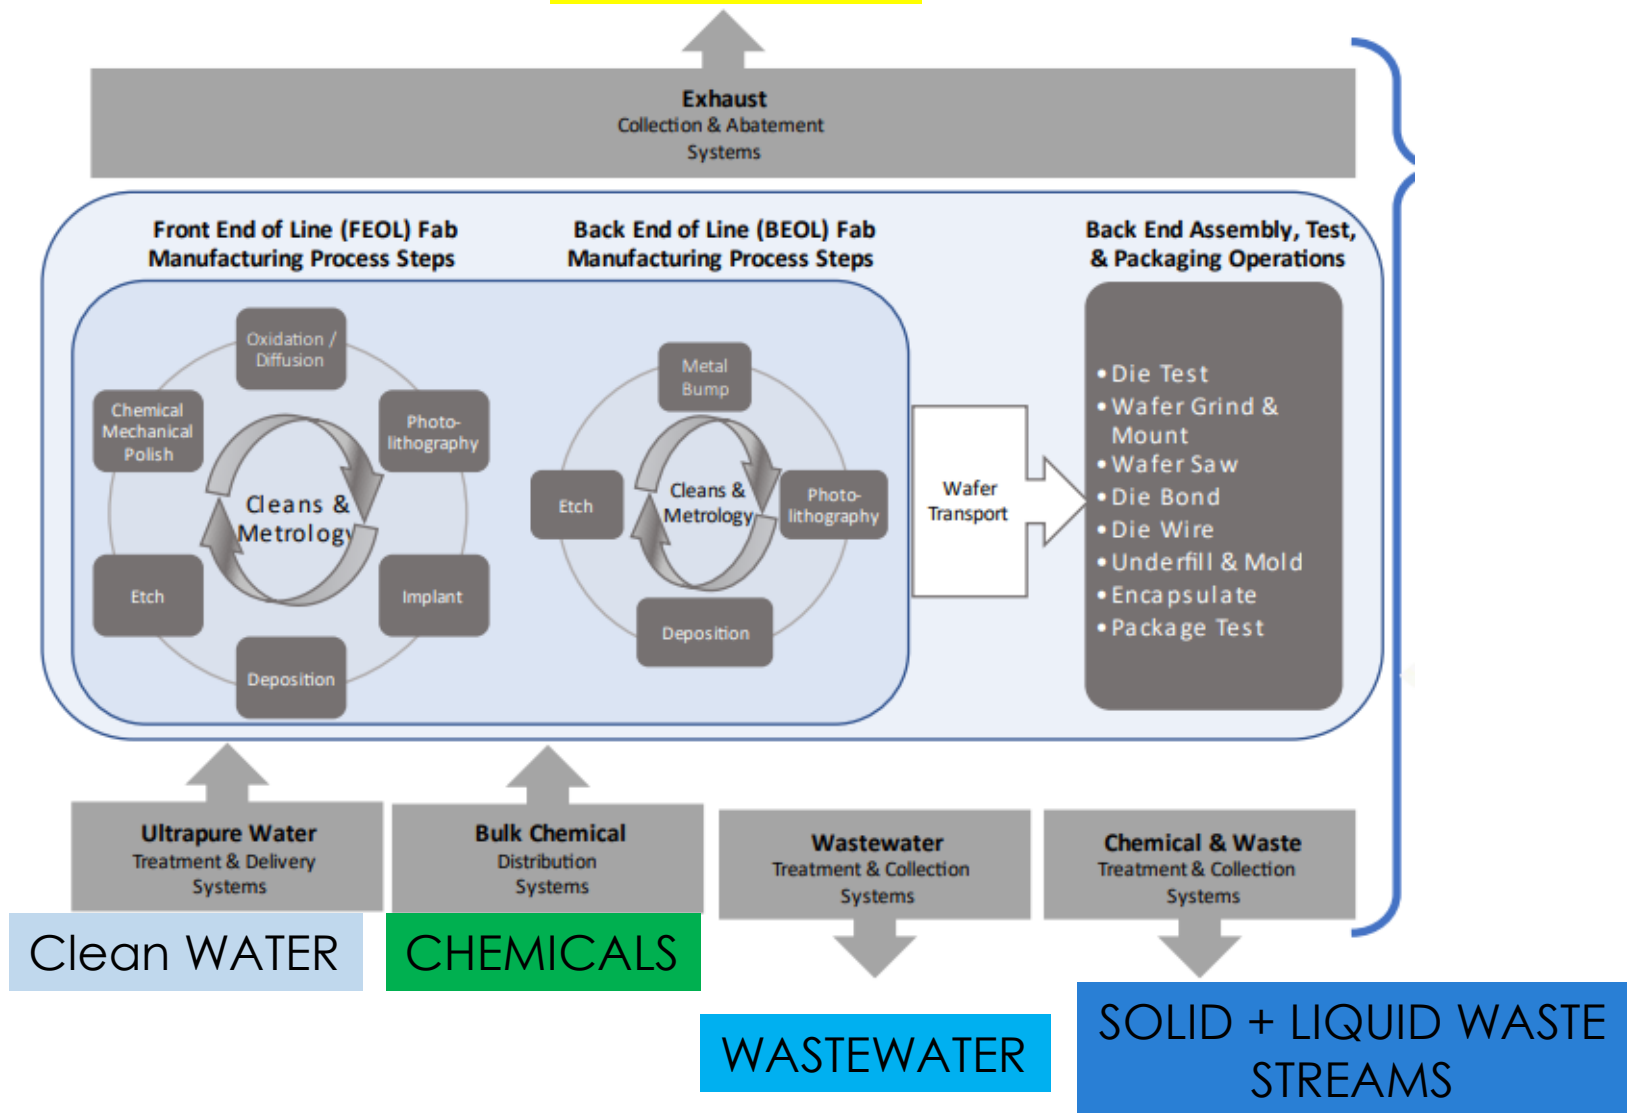 Exhaust
Collection & Abatement
Systems
Front End of Line (FEOL) Fab
Manufacturing Process Steps
Oxidation /
Diffusion
Chemical
Mechanical
Polish
Photo-
lithography
Cleans &
Metrology
Etch
Implant
Deposition
Back End of Line (BEOL) Fab
Manufacturing Process Steps
Metal
Bump
Etch
Cleans &
Metrology
Photo-
lithography
Deposition
Wafer
Transport
Back End Assembly, Test,
& Packaging Operations
• Die Test
• Wafer Grind &
Mount
• Wafer Saw
• Die Bond
• Die Wire
• Underfill & Mold
• Encapsulate
• Package Test
Ultrapure Water
Treatment & Delivery
Systems
Clean WATER
Bulk Chemical
Distribution
Systems
CHEMICALS
Wastewater
Treatment & Collection
Systems
WASTEWATER
Chemical & Waste
Treatment & Collection
Systems
SOLID + LIQUID WASTE
STREAMS